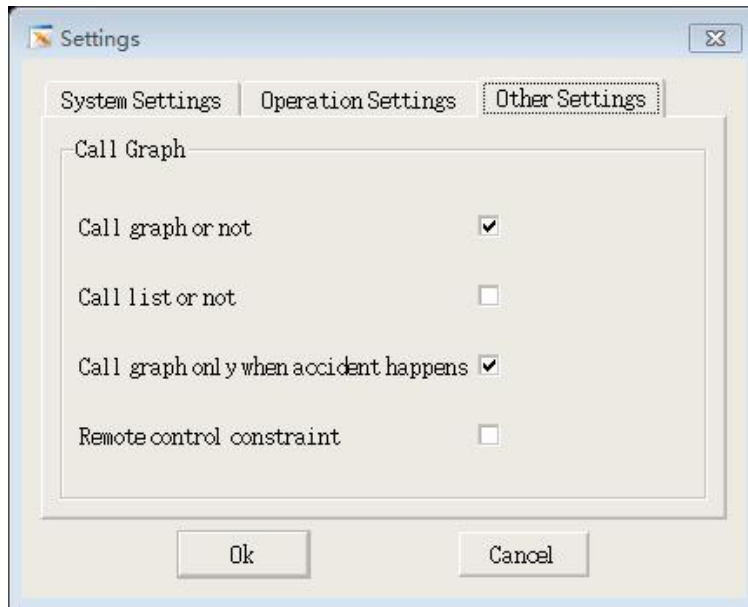 Settings
System Settings Operation Settings Other Settings
Call Graph
Call graph or not
Call list or not
Call graph only when accident happens
Remote control constraint
Ok Cancel